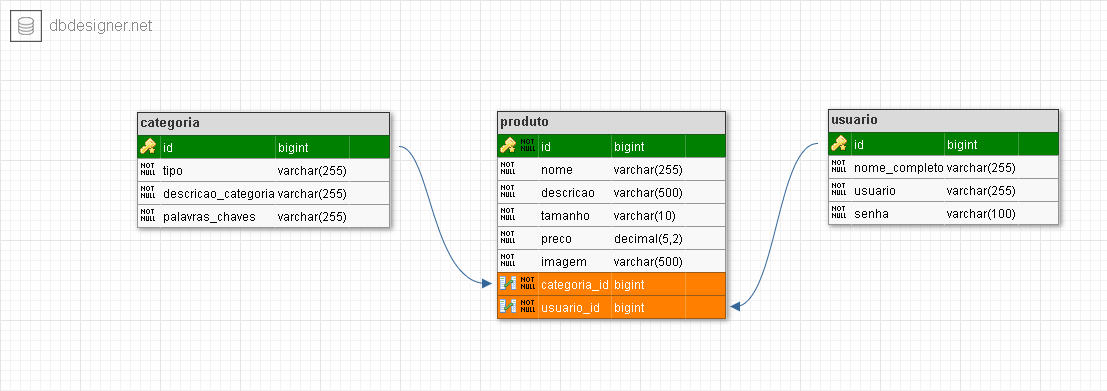 dbdesigner.net
categoria
id bigint
NOT NULL tipo varchar(255)
NOT NULL descricao_categoria varchar(255)
NOT NULL palavras_chaves varchar(255)
produto
NOT NULL id bigint
NOT NULL nome varchar(255)
NOT NULL descricao varchar(500)
NOT NULL tamanho varchar(10)
NOT NULL preco decimal(5,2)
NOT NULL imagem varchar(500)
NOT NULL categoria_id bigint
NOT NULL usuario_id bigint
usuario
id bigint
NOT NULL nome_completo varchar(255)
NOT NULL usuario varchar(255)
NOT NULL senha varchar(100)